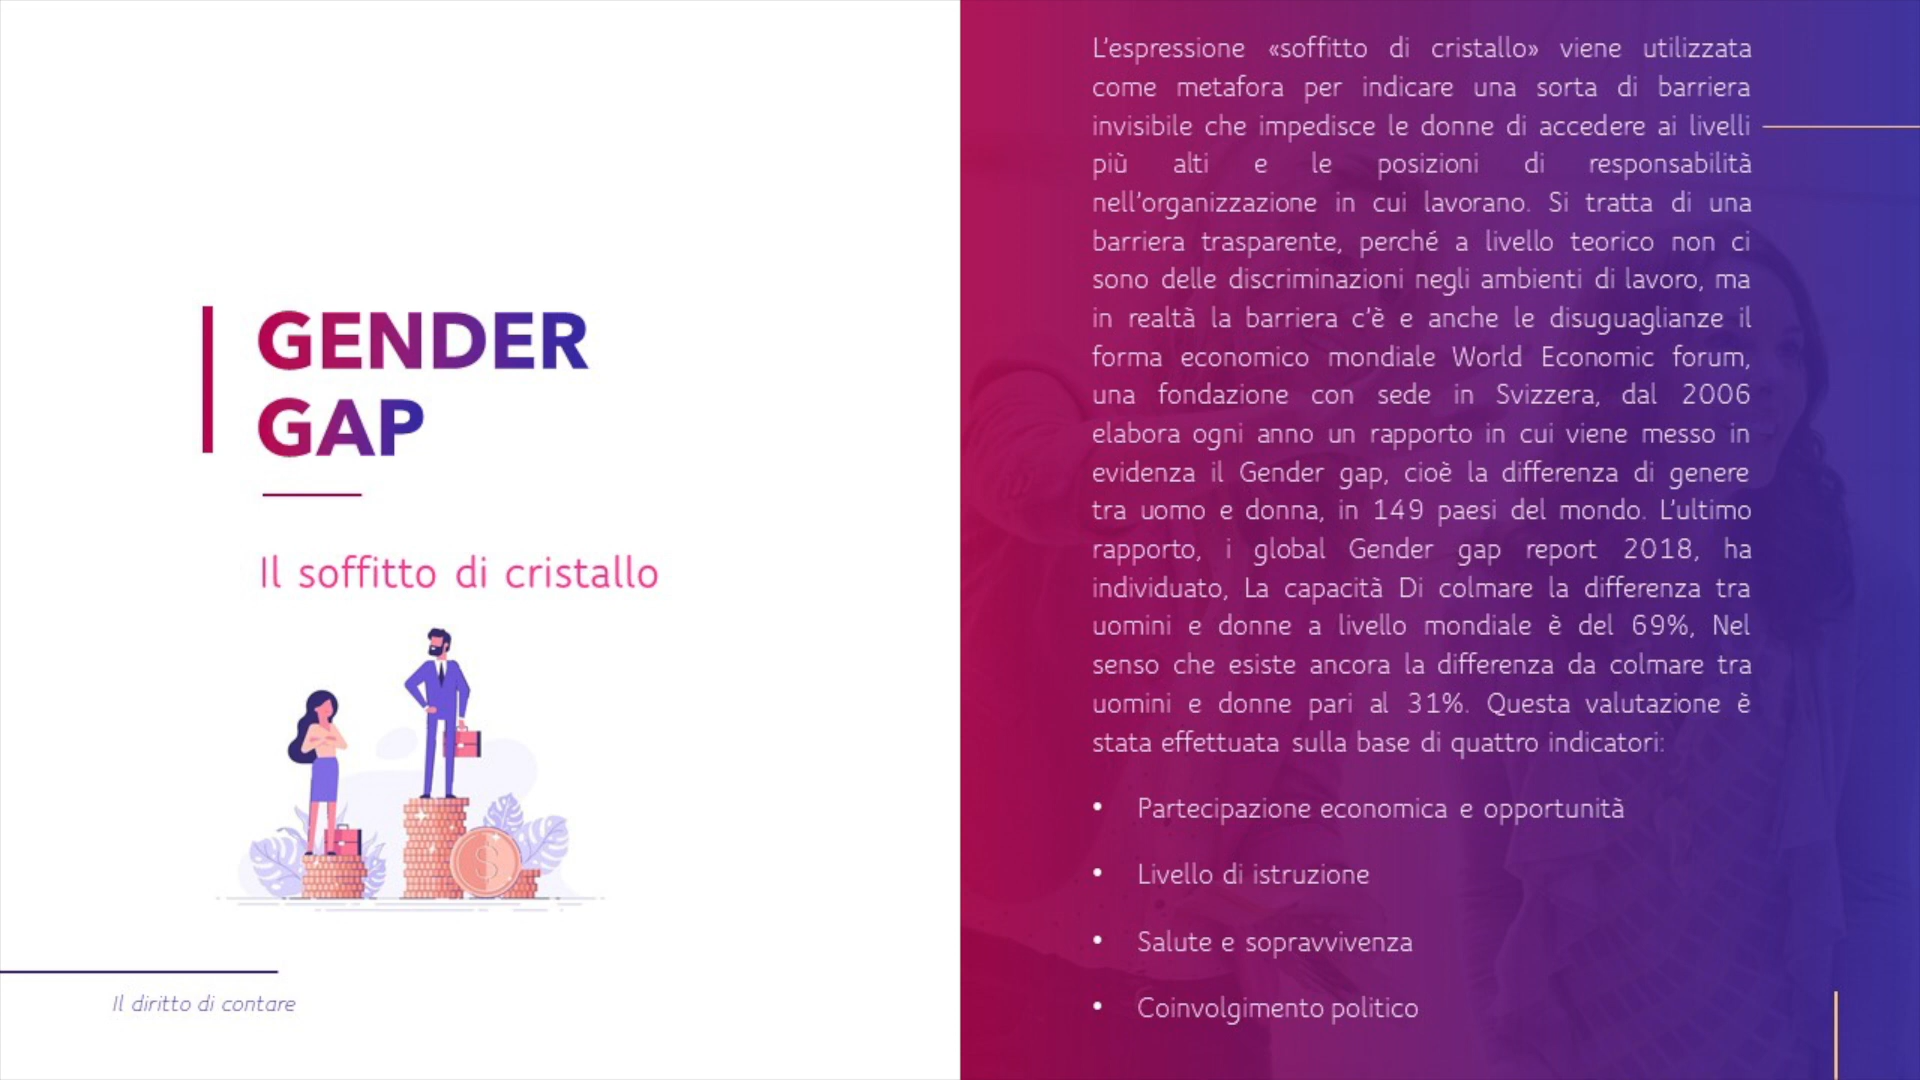 GENDER
GAP
Il soffitto di cristallo
Il diritto di contare
L’espressione «soffitto di cristallo» viene utilizzata
come metafora per indicare una sorta di barriera
invisibile che impedisce le donne di accedere ai livelli
più alti e le posizioni di responsabilità
nell’organizzazione in cui lavorano. Si tratta di una
barriera trasparente, perché a livello teorico non ci
sono delle discriminazioni negli ambienti di lavoro, ma
in realtà la barriera c’è e anche le disuguaglianze il
forma economico mondiale World Economic forum,
una fondazione con sede in Svizzera, dal 2006
elabora ogni anno un rapporto in cui viene messo in
evidenza il Gender gap, cioè la differenza di genere
tra uomo e donna, in 149 paesi del mondo. L’ultimo
rapporto, i global Gender gap report 2018, ha
individuato, La capacità Di colmare la differenza tra
uomini e donne a livello mondiale è del 69%, Nel
senso che esiste ancora la differenza da colmare tra
uomini e donne pari al 31%. Questa valutazione è
stata effettuata sulla base di quattro indicatori:
• Partecipazione economica e opportunità
• Livello di istruzione
• Salute e sopravvivenza
• Coinvolgimento politico